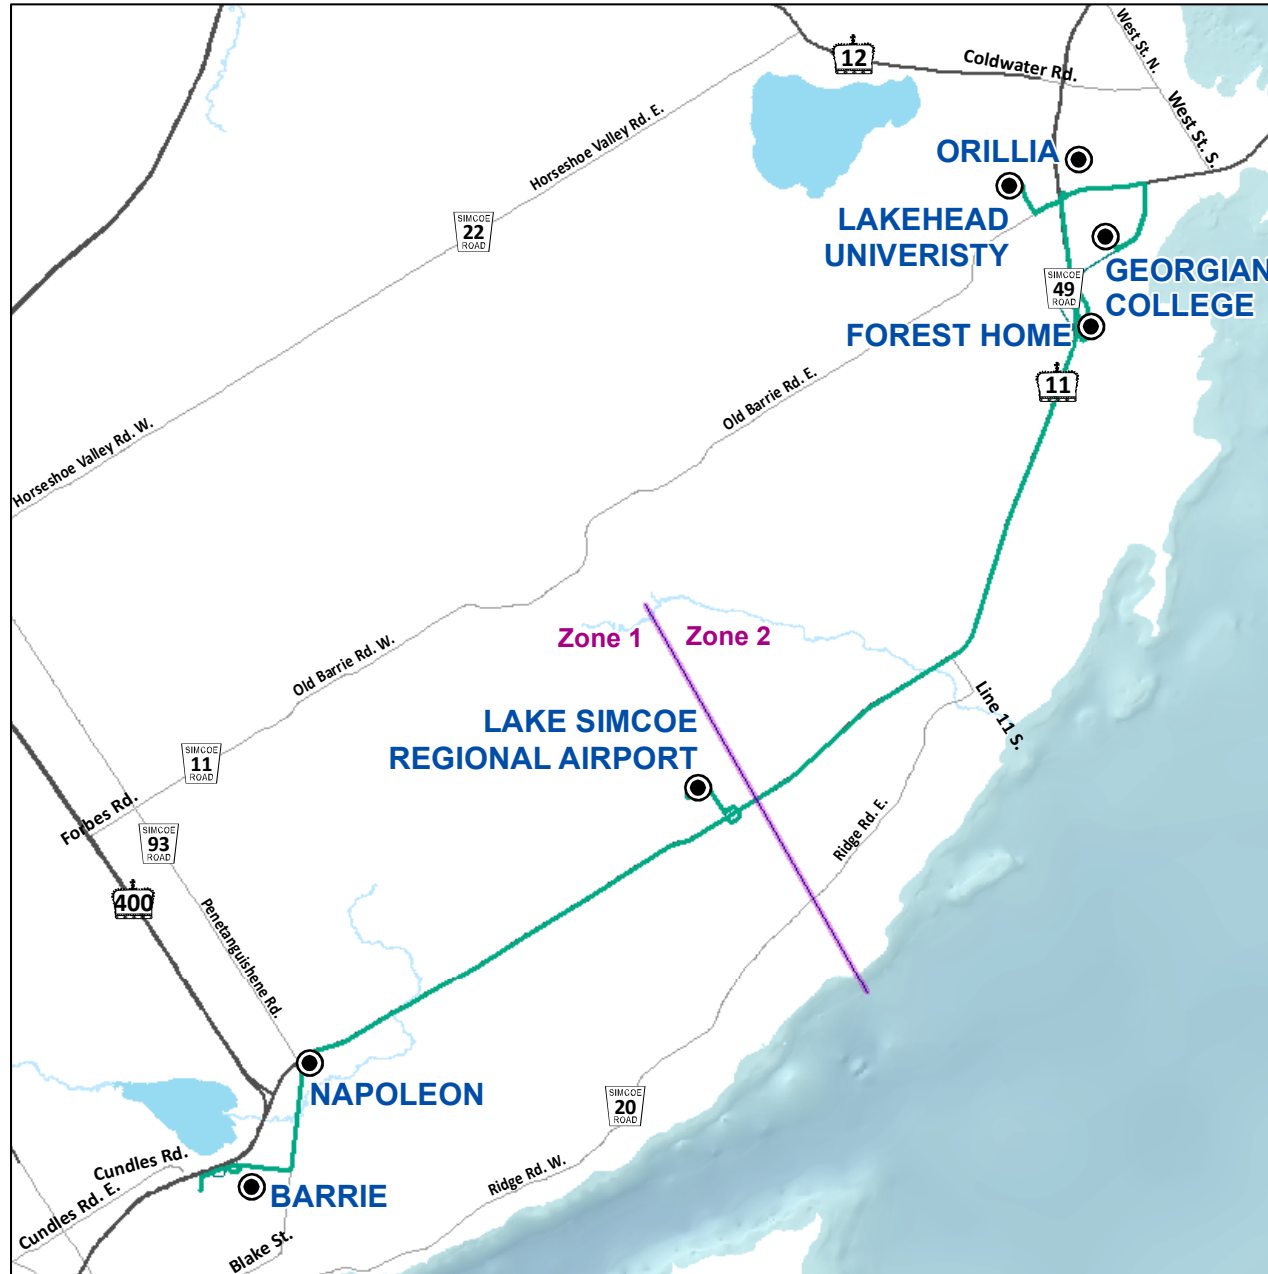 West St. N.
12
Coldwater Rd.
West St. S.
Horseshoe Valley Rd. E.
ORILLIA
SIMCOE
22
ROAD
LAKEHEAD
UNIVERISTY
GEORGIAN
COLLEGE
SIMCOE
49
ROAD
FOREST HOME
11
Old Barrie Rd. E.
Horseshoe Valley Rd. W.
Zone 1
Zone 2
Old Barrie Rd. W.
Line 11 S.
LAKE SIMCOE
REGIONAL AIRPORT
SIMCOE
11
ROAD
Forbes Rd.
SIMCOE
93
ROAD
Ridge Rd. E.
400
Penetanguishene Rd.
NAPOLEON
SIMCOE
20
ROAD
Cundles Rd.
Ridge Rd. W.
BARRIE
Cundles Rd. E.
Blake St.